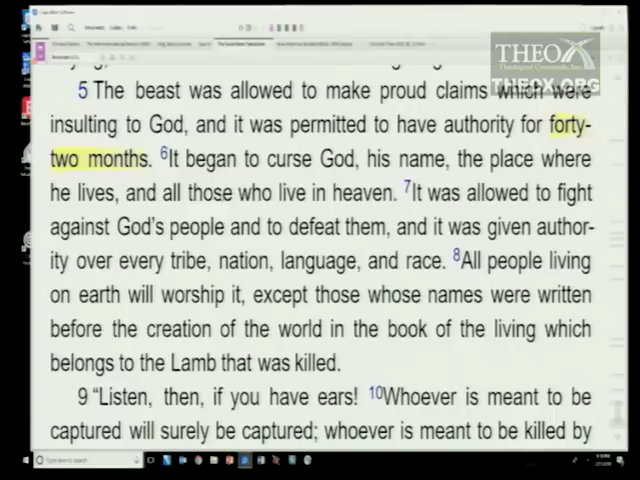 THEOX
THEOX.ORG
5 The beast was allowed to make proud claims which were
insulting to God, and it was permitted to have authority for forty-
two months. 6It began to curse God, his name, the place where
he lives, and all those who live in heaven. 7It was allowed to fight
against God's people and to defeat them, and it was given author-
ity over every tribe, nation, language, and race. 8All people living
on earth will worship it, except those whose names were written
before the creation of the world in the book of the living which
belongs to the Lamb that was killed.
9 “Listen, then, if you have ears! 10Whoever is meant to be
captured will surely be captured; whoever is meant to be killed by